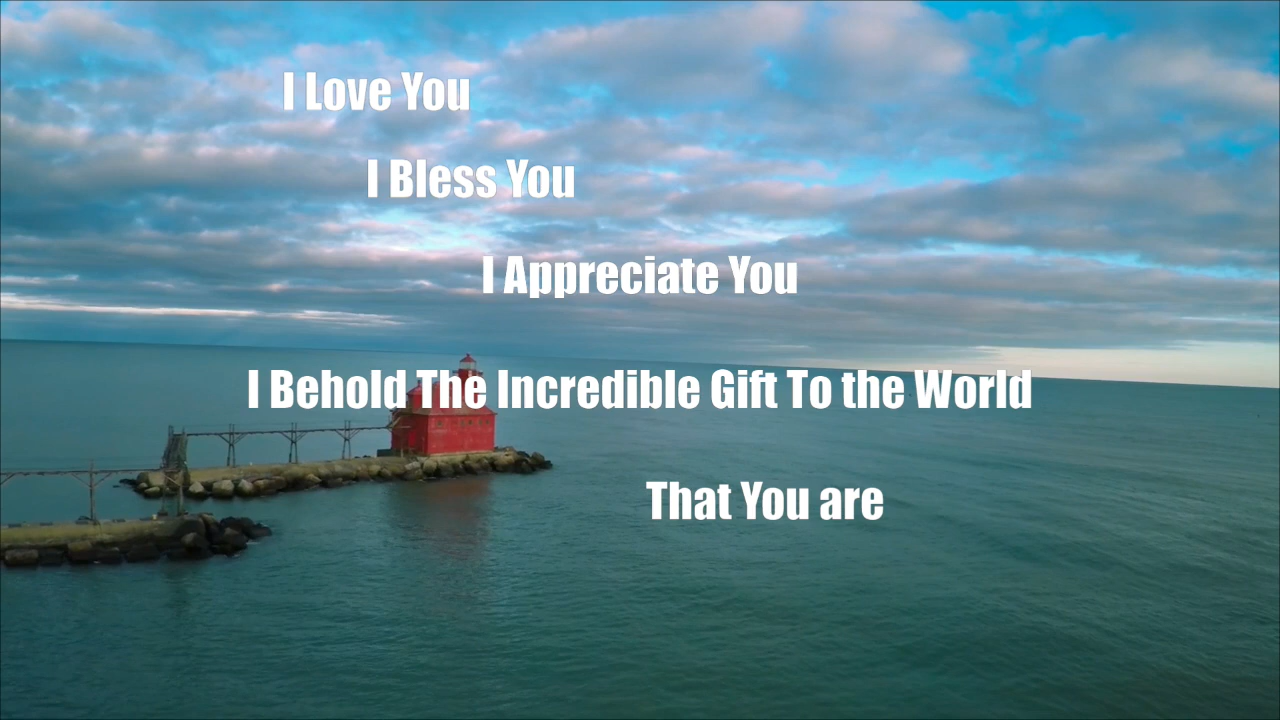 I Love You
I Bless You
I Appreciate You
I Behold The Incredible Gift To the World
That You are